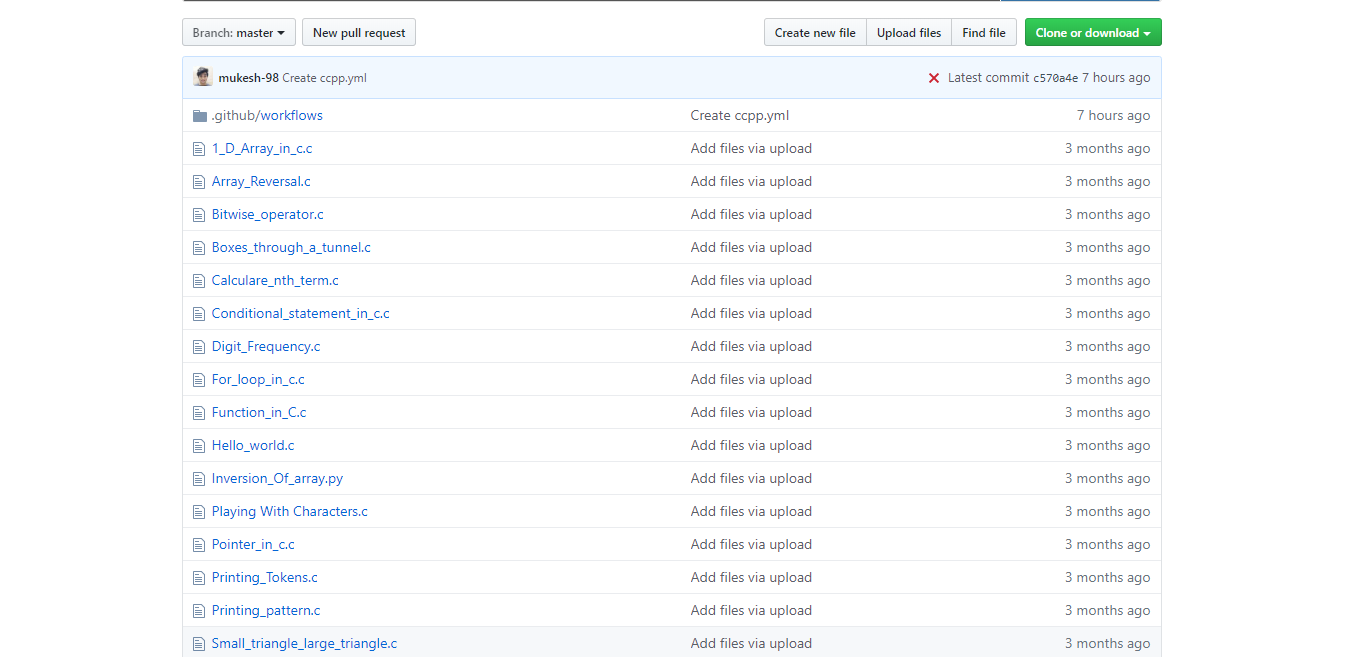 Branch: master New pull request Create new file Upload files Find file Clone or download
mukesh-98 Create ccpp.yml Latest commit c570a4e 7 hours ago
.github/workflows Create ccpp.yml 7 hours ago
1_D_Array_in_c.c Add files via upload 3 months ago
Array_Reversal.c Add files via upload 3 months ago
Bitwise_operator.c Add files via upload 3 months ago
Boxes_through_a_tunnel.c Add files via upload 3 months ago
Calculare_nth_term.c Add files via upload 3 months ago
Conditional_statement_in_c.c Add files via upload 3 months ago
Digit_Frequency.c Add files via upload 3 months ago
For_loop_in_c.c Add files via upload 3 months ago
Function_in_C.c Add files via upload 3 months ago
Hello_world.c Add files via upload 3 months ago
Inversion_Of_array.py Add files via upload 3 months ago
Playing With Characters.c Add files via upload 3 months ago
Pointer_in_c.c Add files via upload 3 months ago
Printing_Tokens.c Add files via upload 3 months ago
Printing_pattern.c Add files via upload 3 months ago
Small_triangle_large_triangle.c Add files via upload 3 months ago